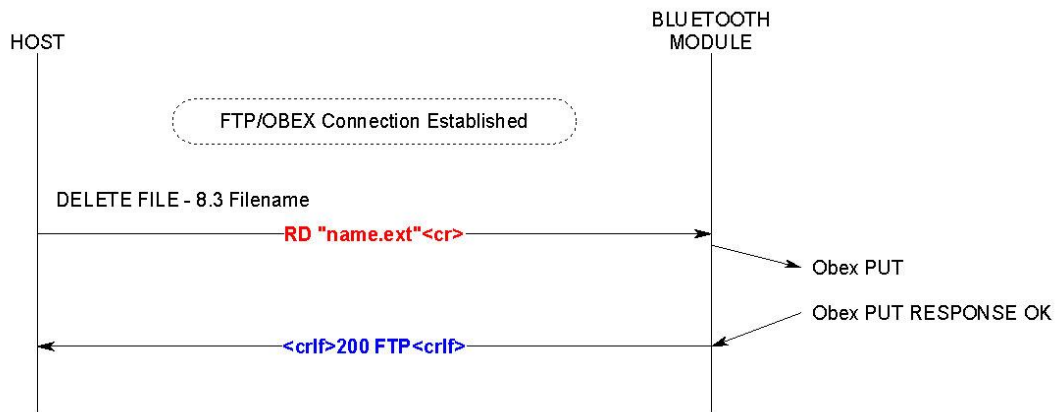 HOST
BLUETOOTH
MODULE
FTP/OBEX Connection Established
DELETE FILE - 8.3 Filename
RD "name.ext"<cr>
Obex PUT
Obex PUT RESPONSE OK
<crlf>200 FTP<crlf>